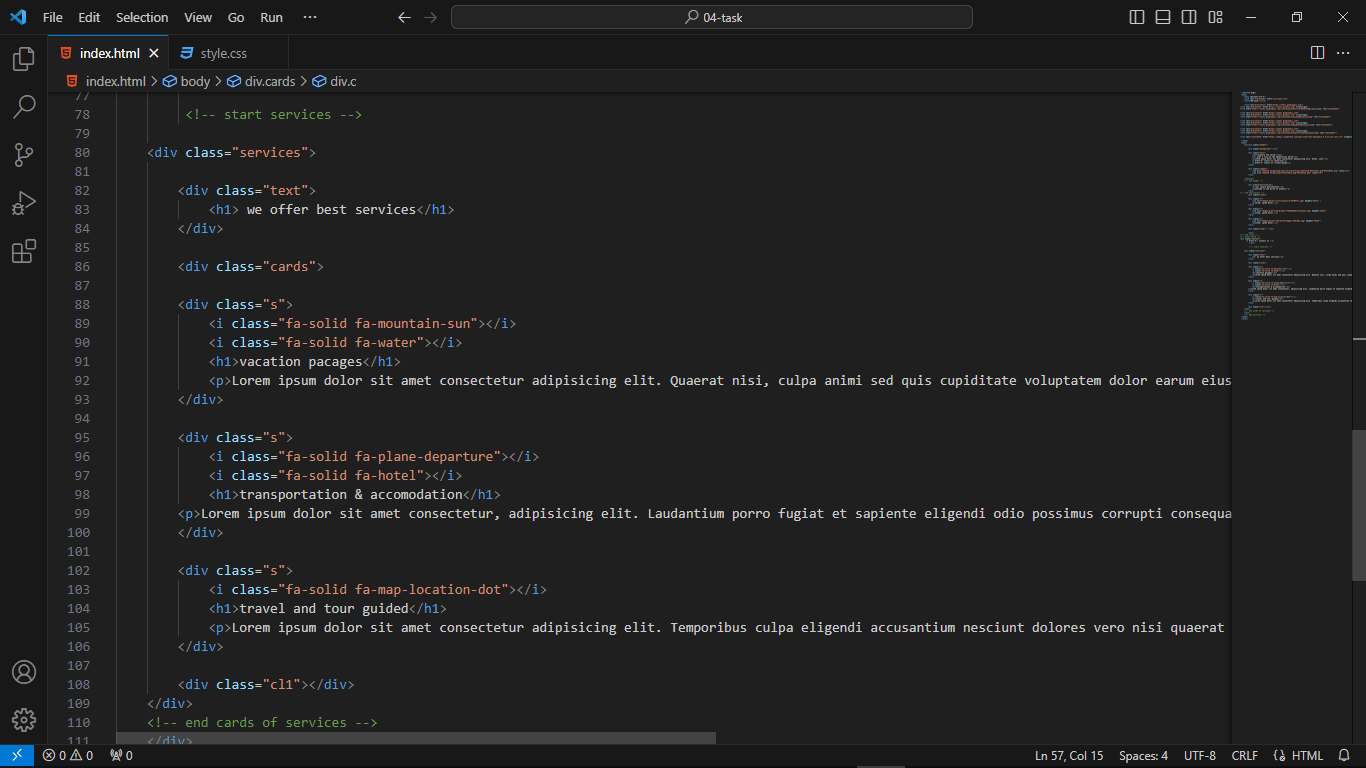 File Edit Selection View Go Run ··· 04-task
index.html style.css
index.html > body > div.cards > div.c
77
78 <!-- start services -->
79
80 <div class="services">
81
82 <div class="text">
83 <h1> we offer best services</h1>
84 </div>
85
86 <div class="cards">
87
88 <div class="s">
89 <i class="fa-solid fa-mountain-sun"></i>
90 <i class="fa-solid fa-water"></i>
91 <h1>vacation pacages</h1>
92 <p>Lorem ipsum dolor sit amet consectetur adipisicing elit. Quaerat nisi, culpa animi sed quis cupiditate voluptatem dolor earum eius
93 </div>
94
95 <div class="s">
96 <i class="fa-solid fa-plane-departure"></i>
97 <i class="fa-solid fa-hotel"></i>
98 <h1>transportation & accomodation</h1>
99 <p>Lorem ipsum dolor sit amet consectetur, adipisicing elit. Laudantium porro fugiat et sapiente eligendi odio possimus corrupti consequa
100 </div>
101
102 <div class="s">
103 <i class="fa-solid fa-map-location-dot"></i>
104 <h1>travel and tour guided</h1>
105 <p>Lorem ipsum dolor sit amet consectetur adipisicing elit. Temporibus culpa eligendi accusantium nesciunt dolores vero nisi quaerat
106 </div>
107
108 <div class="cl1"></div>
109 </div>
110 <!-- end cards of services -->
111 </div>
0 0 0 Ln 57, Col 15 Spaces: 4 UTF-8 CRLF HTML